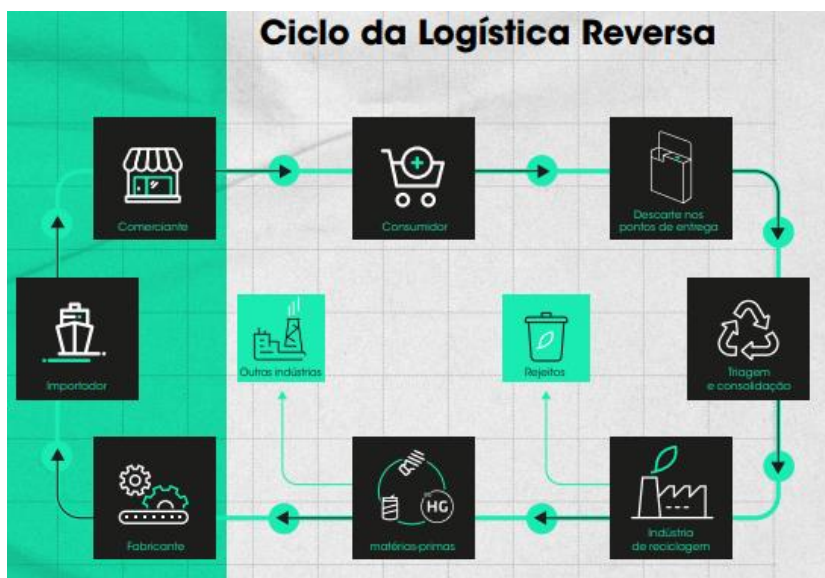 Ciclo da Logística Reversa
Comerciante
Consumidor
Descarte nos
pontos de entrega
Importador
Outras indústrias
Rejeitos
Triagem
e consolidação
Fabricante
HG
matérias-primas
Indústria
de reciclagem